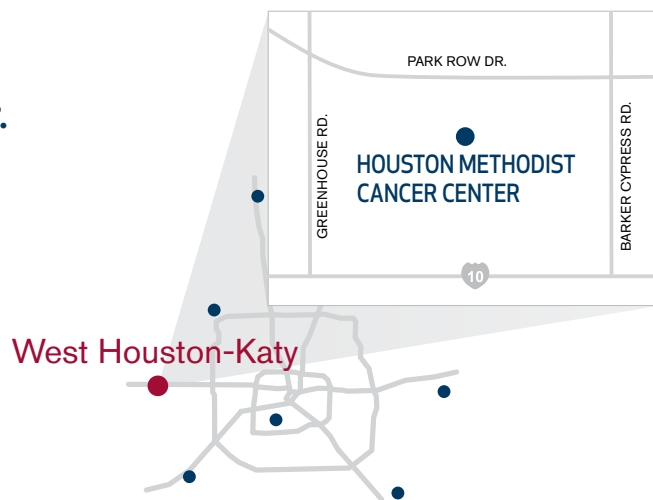 PARK ROW DR.
GREENHOUSE RD.
HOUSTON METHODIST
CANCER CENTER
BARKER CYPRESS RD.
10
West Houston-Katy